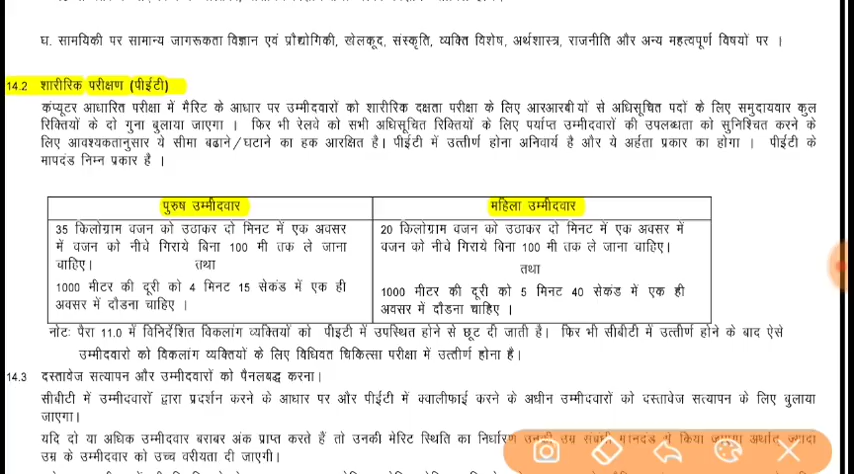 घ. सामयिकी पर सामान्य जागरूकता विज्ञान एवं प्रौद्योगिकी, खेलकूद, संस्कृति, व्यक्ति विशेष, अर्थशास्त्र, राजनीति और अन्य महत्वपूर्ण विषयों पर ।
14.2 शारीरिक परीक्षण (पीईटी)
कंप्यूटर आधारित परीक्षा में मैरिट के आधार पर उम्मीदवारों को शारीरिक दक्षता परीक्षा के लिए आरआरबीयों से अधिसूचित पदों के लिए समुदायवार कुल
रिक्तियों के दो गुना बुलाया जाएगा । फिर भी रेलवे को सभी अधिसूचित रिक्तियों के लिए पर्याप्त उम्मीदवारों की उपलब्धता को सुनिश्चित करने के
लिए आवश्यकतानुसार ये सीमा बढाने/घटाने का हक आरक्षित है। पीईटी में उत्तीर्ण होना अनिवार्य है और ये अर्हता प्रकार का होगा । पीईटी के
मापदंड निम्न प्रकार है ।
पुरुष उम्मीदवार
35 किलोग्राम वजन को उठाकर दो मिनट में एक अवसर
में वजन को नीचे गिराये बिना 100 मी तक ले जाना
चाहिए। तथा
1000 मीटर की दूरी को 4 मिनट 15 सेकंड में एक ही
अवसर में दौडना चाहिए ।
महिला उम्मीदवार
20 किलोग्राम वजन को उठाकर दो मिनट में एक अवसर में
वजन को नीचे गिराये बिना 100 मी तक ले जाना चाहिए।
तथा
1000 मीटर की दूरी को 5 मिनट 40 सेकंड में एक ही
अवसर में दौडना चाहिए ।
नोटः पैरा 11.0 में विनिर्देशित विकलांग व्यक्तियों को पीइटी में उपस्थित होने से छूट दी जाती है। फिर भी सीबीटी में उत्तीर्ण होने के बाद ऐसे
उम्मीदवारो को विकलांग व्यक्तियों के लिए विधिवत चिकित्सा परीक्षा में उत्तीर्ण होना है।
14.3 दस्तावेज सत्यापन और उम्मीदवारों को पैनलबद्ध करना।
सीबीटी में उम्मीदवारों द्वारा प्रदर्शन करने के आधार पर और पीईटी में क्वालीफाई करने के अधीन उम्मीदवारों को दस्तावेज सत्यापन के लिए बुलाया
जाएगा।
यदि दो या अधिक उम्मीदवार बराबर अंक प्राप्त करते हैं तो उनकी मेरिट स्थिति का निर्धारण उनकी उम्र संबंधी मानदंड से किया जाएगा अर्थात ज्यादा
उम्र के उम्मीदवार को उच्च वरीयता दी जाएगी।